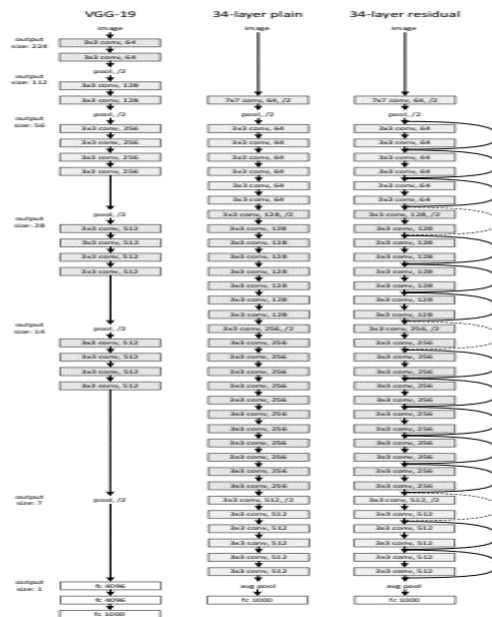 VGG-19
image
output
size: 224
3x3 conv, 64
3x3 conv, 64
pool, /2
output
size: 112
3x3 conv, 128
3x3 conv, 128
pool, /2
output
size: 56
3x3 conv, 256
3x3 conv, 256
3x3 conv, 256
3x3 conv, 256
pool, /2
output
size: 28
3x3 conv, 512
3x3 conv, 512
3x3 conv, 512
3x3 conv, 512
pool, /2
output
size: 14
3x3 conv, 512
3x3 conv, 512
3x3 conv, 512
3x3 conv, 512
output
size: 7
pool, /2
output
size: 1
fc 4096
fc 4096
fc 1000
34-layer plain
image
7x7 conv, 64, /2
pool, /2
3x3 conv, 64
3x3 conv, 64
3x3 conv, 64
3x3 conv, 64
3x3 conv, 64
3x3 conv, 64
3x3 conv, 128, /2
3x3 conv, 128
3x3 conv, 128
3x3 conv, 128
3x3 conv, 128
3x3 conv, 128
3x3 conv, 128
3x3 conv, 128
3x3 conv, 256, /2
3x3 conv, 256
3x3 conv, 256
3x3 conv, 256
3x3 conv, 256
3x3 conv, 256
3x3 conv, 256
3x3 conv, 256
3x3 conv, 256
3x3 conv, 256
3x3 conv, 256
3x3 conv, 256
3x3 conv, 512, /2
3x3 conv, 512
3x3 conv, 512
3x3 conv, 512
3x3 conv, 512
3x3 conv, 512
avg pool
fc 1000
34-layer residual
image
7x7 conv, 64, /2
pool, /2
3x3 conv, 64
3x3 conv, 64
3x3 conv, 64
3x3 conv, 64
3x3 conv, 64
3x3 conv, 64
3x3 conv, 128, /2
3x3 conv, 128
3x3 conv, 128
3x3 conv, 128
3x3 conv, 128
3x3 conv, 128
3x3 conv, 128
3x3 conv, 128
3x3 conv, 256, /2
3x3 conv, 256
3x3 conv, 256
3x3 conv, 256
3x3 conv, 256
3x3 conv, 256
3x3 conv, 256
3x3 conv, 256
3x3 conv, 256
3x3 conv, 256
3x3 conv, 256
3x3 conv, 256
3x3 conv, 512, /2
3x3 conv, 512
3x3 conv, 512
3x3 conv, 512
3x3 conv, 512
3x3 conv, 512
avg pool
fc 1000